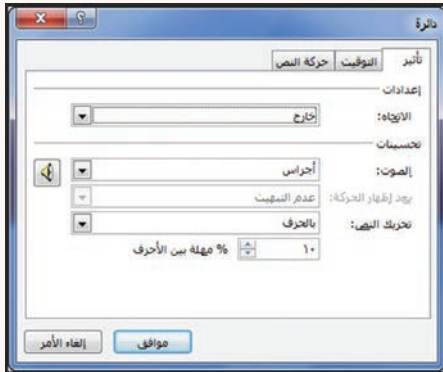 دائرة
تأثير التوقيت حركة النص
إعدادات
الاتجاه: خارج
تحسينات
الصوت: أجراس
بعد إظهار الحركة: عدم التبهيت
تحريك النص: بالحرف
١٠ % مهلة بين الأحرف
موافق إلغاء الأمر